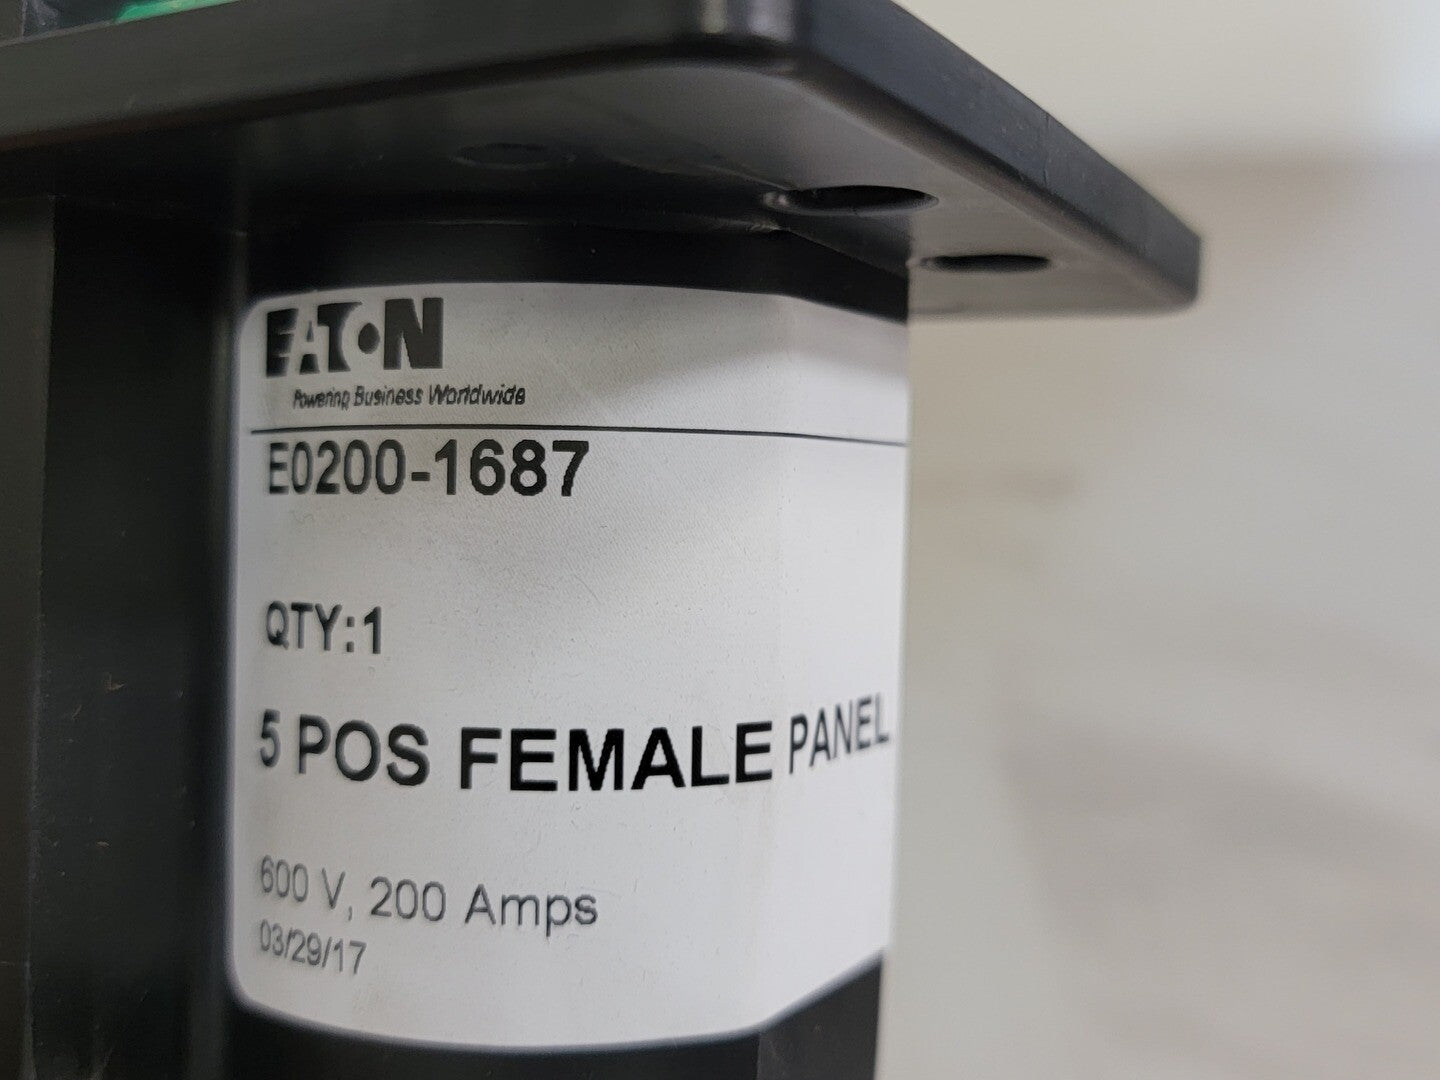 EATON
Powering Business Worldwide
E0200-1687
QTY:1
5 POS FEMALE PANEL
600 V, 200 Amps
03/29/17